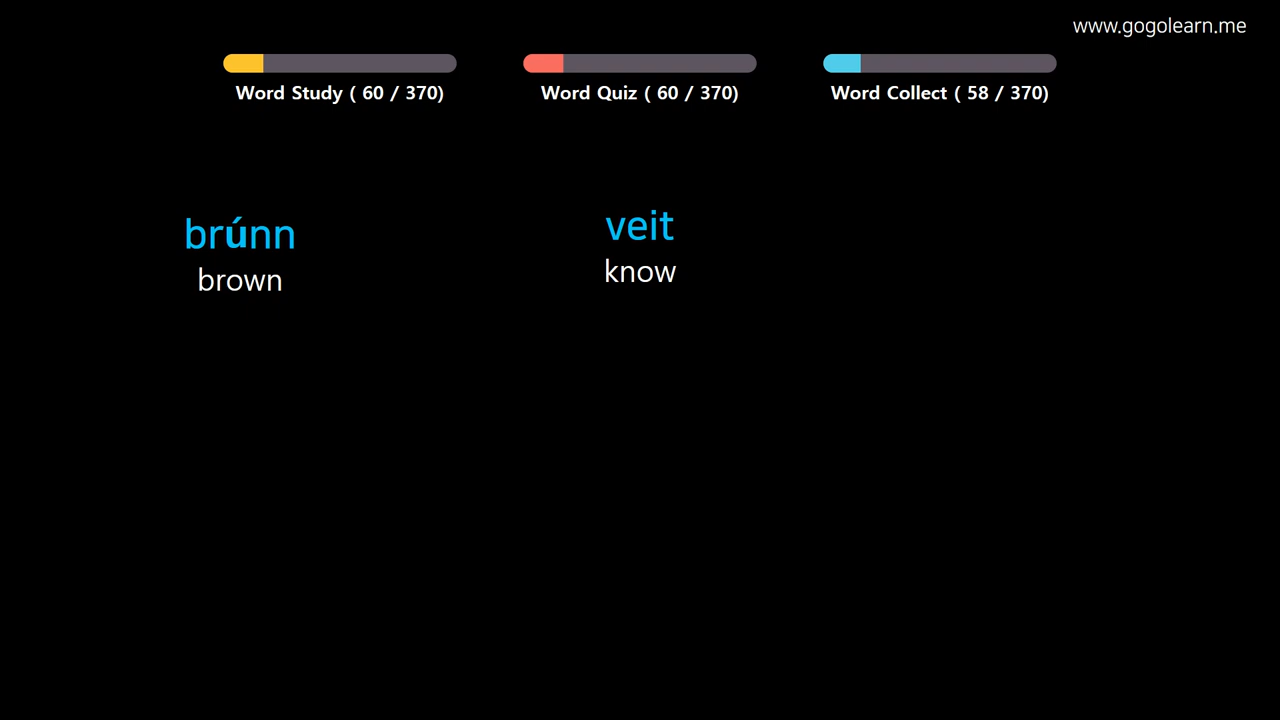 www.gogolearn.me
Word Study ( 60 / 370)
Word Quiz ( 60 / 370)
Word Collect ( 58 / 370)
brúnn
brown
veit
know